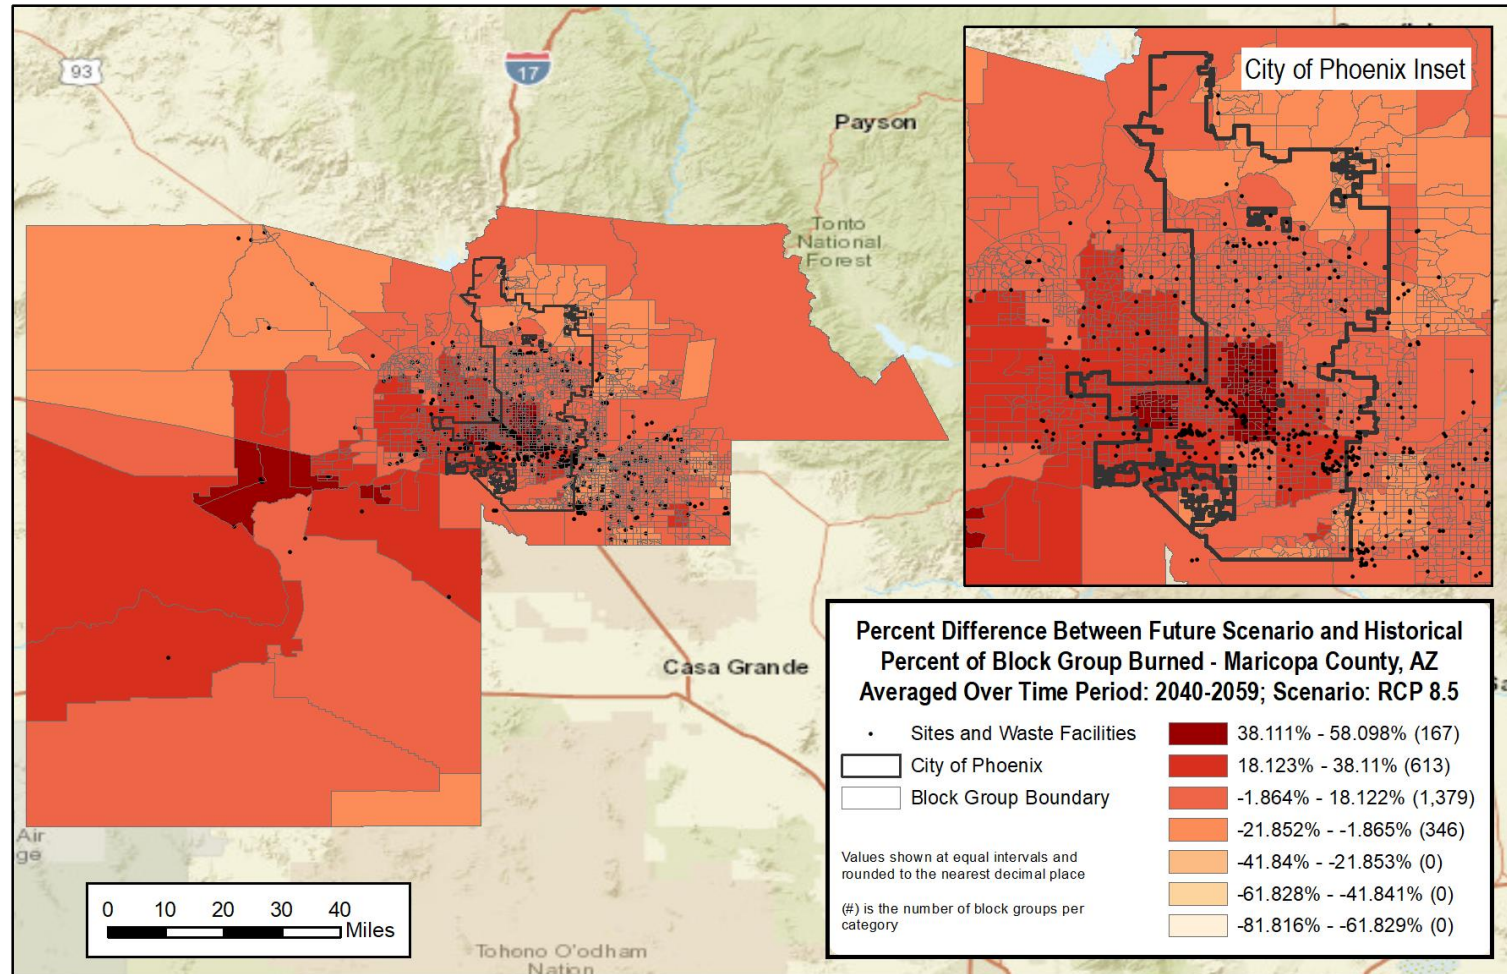 93
17
Payson
Tonto
National
Forest
City of Phoenix Inset
Casa Grande
Air
ge
Tohono O'odham
Nation
0 10 20 30 40
Miles
Percent Difference Between Future Scenario and Historical
Percent of Block Group Burned - Maricopa County, AZ
Averaged Over Time Period: 2040-2059; Scenario: RCP 8.5
Sites and Waste Facilities
City of Phoenix
Block Group Boundary
Values shown at equal intervals and
rounded to the nearest decimal place
(#) is the number of block groups per
category
38.111% - 58.098% (167)
18.123% - 38.11% (613)
-1.864% - 18.122% (1,379)
-21.852% - -1.865% (346)
-41.84% - -21.853% (0)
-61.828% - -41.841% (0)
-81.816% - -61.829% (0)